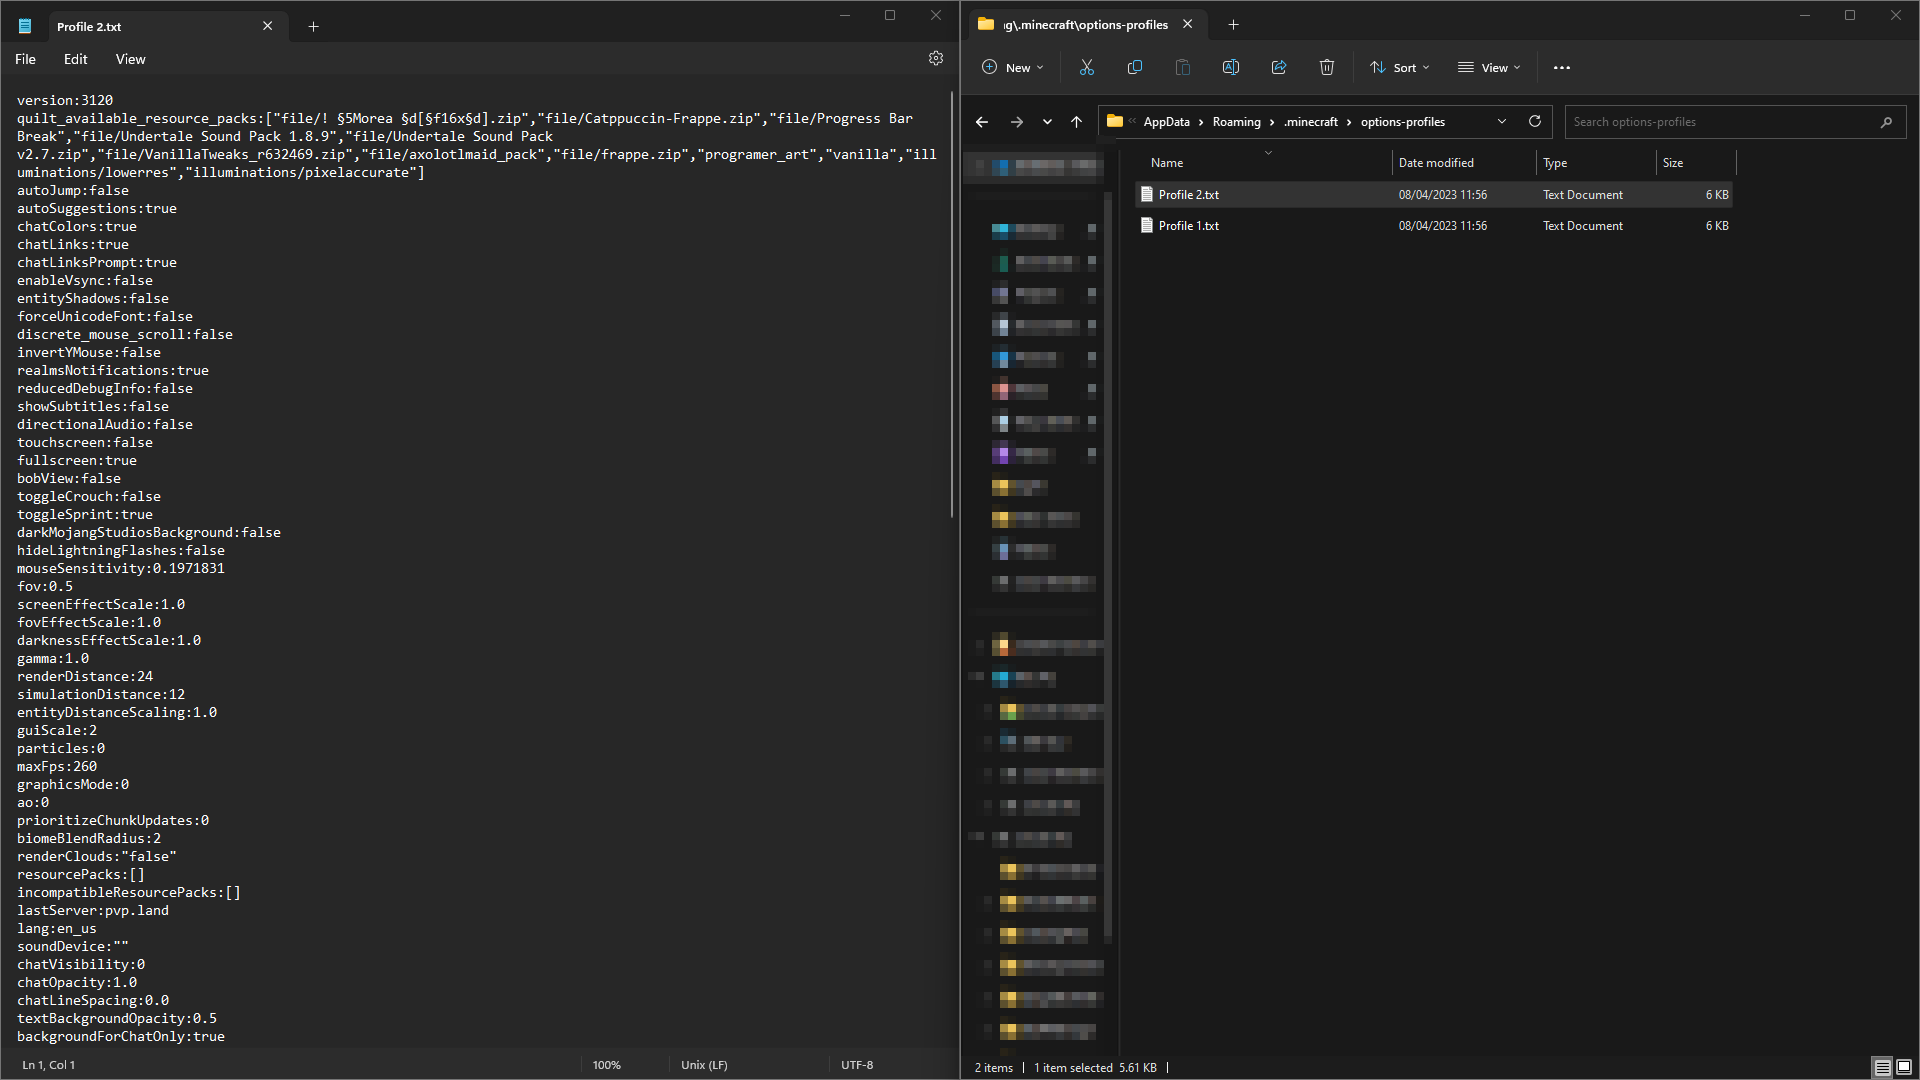 Profile 2.txt
File Edit View
version:3120
quilt_available_resource_packs:["file/! §5Morea §d[§f16x§d].zip","file/Catppuccin-Frappe.zip","file/Progress Bar
Break","file/Undertale Sound Pack 1.8.9","file/Undertale Sound Pack
v2.7.zip","file/VanillaTweaks_r632469.zip","file/axolotlmaid_pack","file/frappe.zip","programer_art","vanilla","ill
uminations/lowerres","illuminations/pixelaccurate"]
autoJump:false
autoSuggestions:true
chatColors:true
chatLinks:true
chatLinksPrompt:true
enableVsync:false
entityShadows:false
forceUnicodeFont:false
discrete_mouse_scroll:false
invertYMouse:false
realmsNotifications:true
reducedDebugInfo:false
showSubtitles:false
directionalAudio:false
touchscreen:false
fullscreen:true
bobView:false
toggleCrouch:false
toggleSprint:true
darkMojangStudiosBackground:false
hideLightningFlashes:false
mouseSensitivity:0.1971831
fov:0.5
screenEffectScale:1.0
fovEffectScale:1.0
darknessEffectScale:1.0
gamma:1.0
renderDistance:24
simulationDistance:12
entityDistanceScaling:1.0
guiScale:2
particles:0
maxFps:260
graphicsMode:0
ao:0
prioritizeChunkUpdates:0
biomeBlendRadius:2
renderClouds:"false"
resourcePacks:[]
incompatibleResourcePacks:[]
lastServer:pvp.land
lang:en_us
soundDevice:""
chatVisibility:0
chatOpacity:1.0
chatLineSpacing:0.0
textBackgroundOpacity:0.5
backgroundForChatOnly:true
Ln 1, Col 1 100% Unix (LF) UTF-8
g\.minecraft\options-profiles
New Sort View
AppData > Roaming > .minecraft > options-profiles
Search options-profiles
Name Date modified Type Size
Profile 2.txt 08/04/2023 11:56 Text Document 6 KB
Profile 1.txt 08/04/2023 11:56 Text Document 6 KB
2 items 1 item selected 5.61 KB